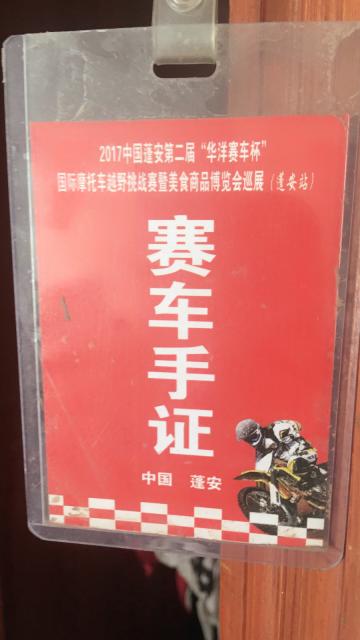 2017中国蓬安第二届“华洋赛车杯”
国际摩托车越野挑战赛暨美食商品博览会巡展（蓬安站）
赛车手证
中国 蓬安